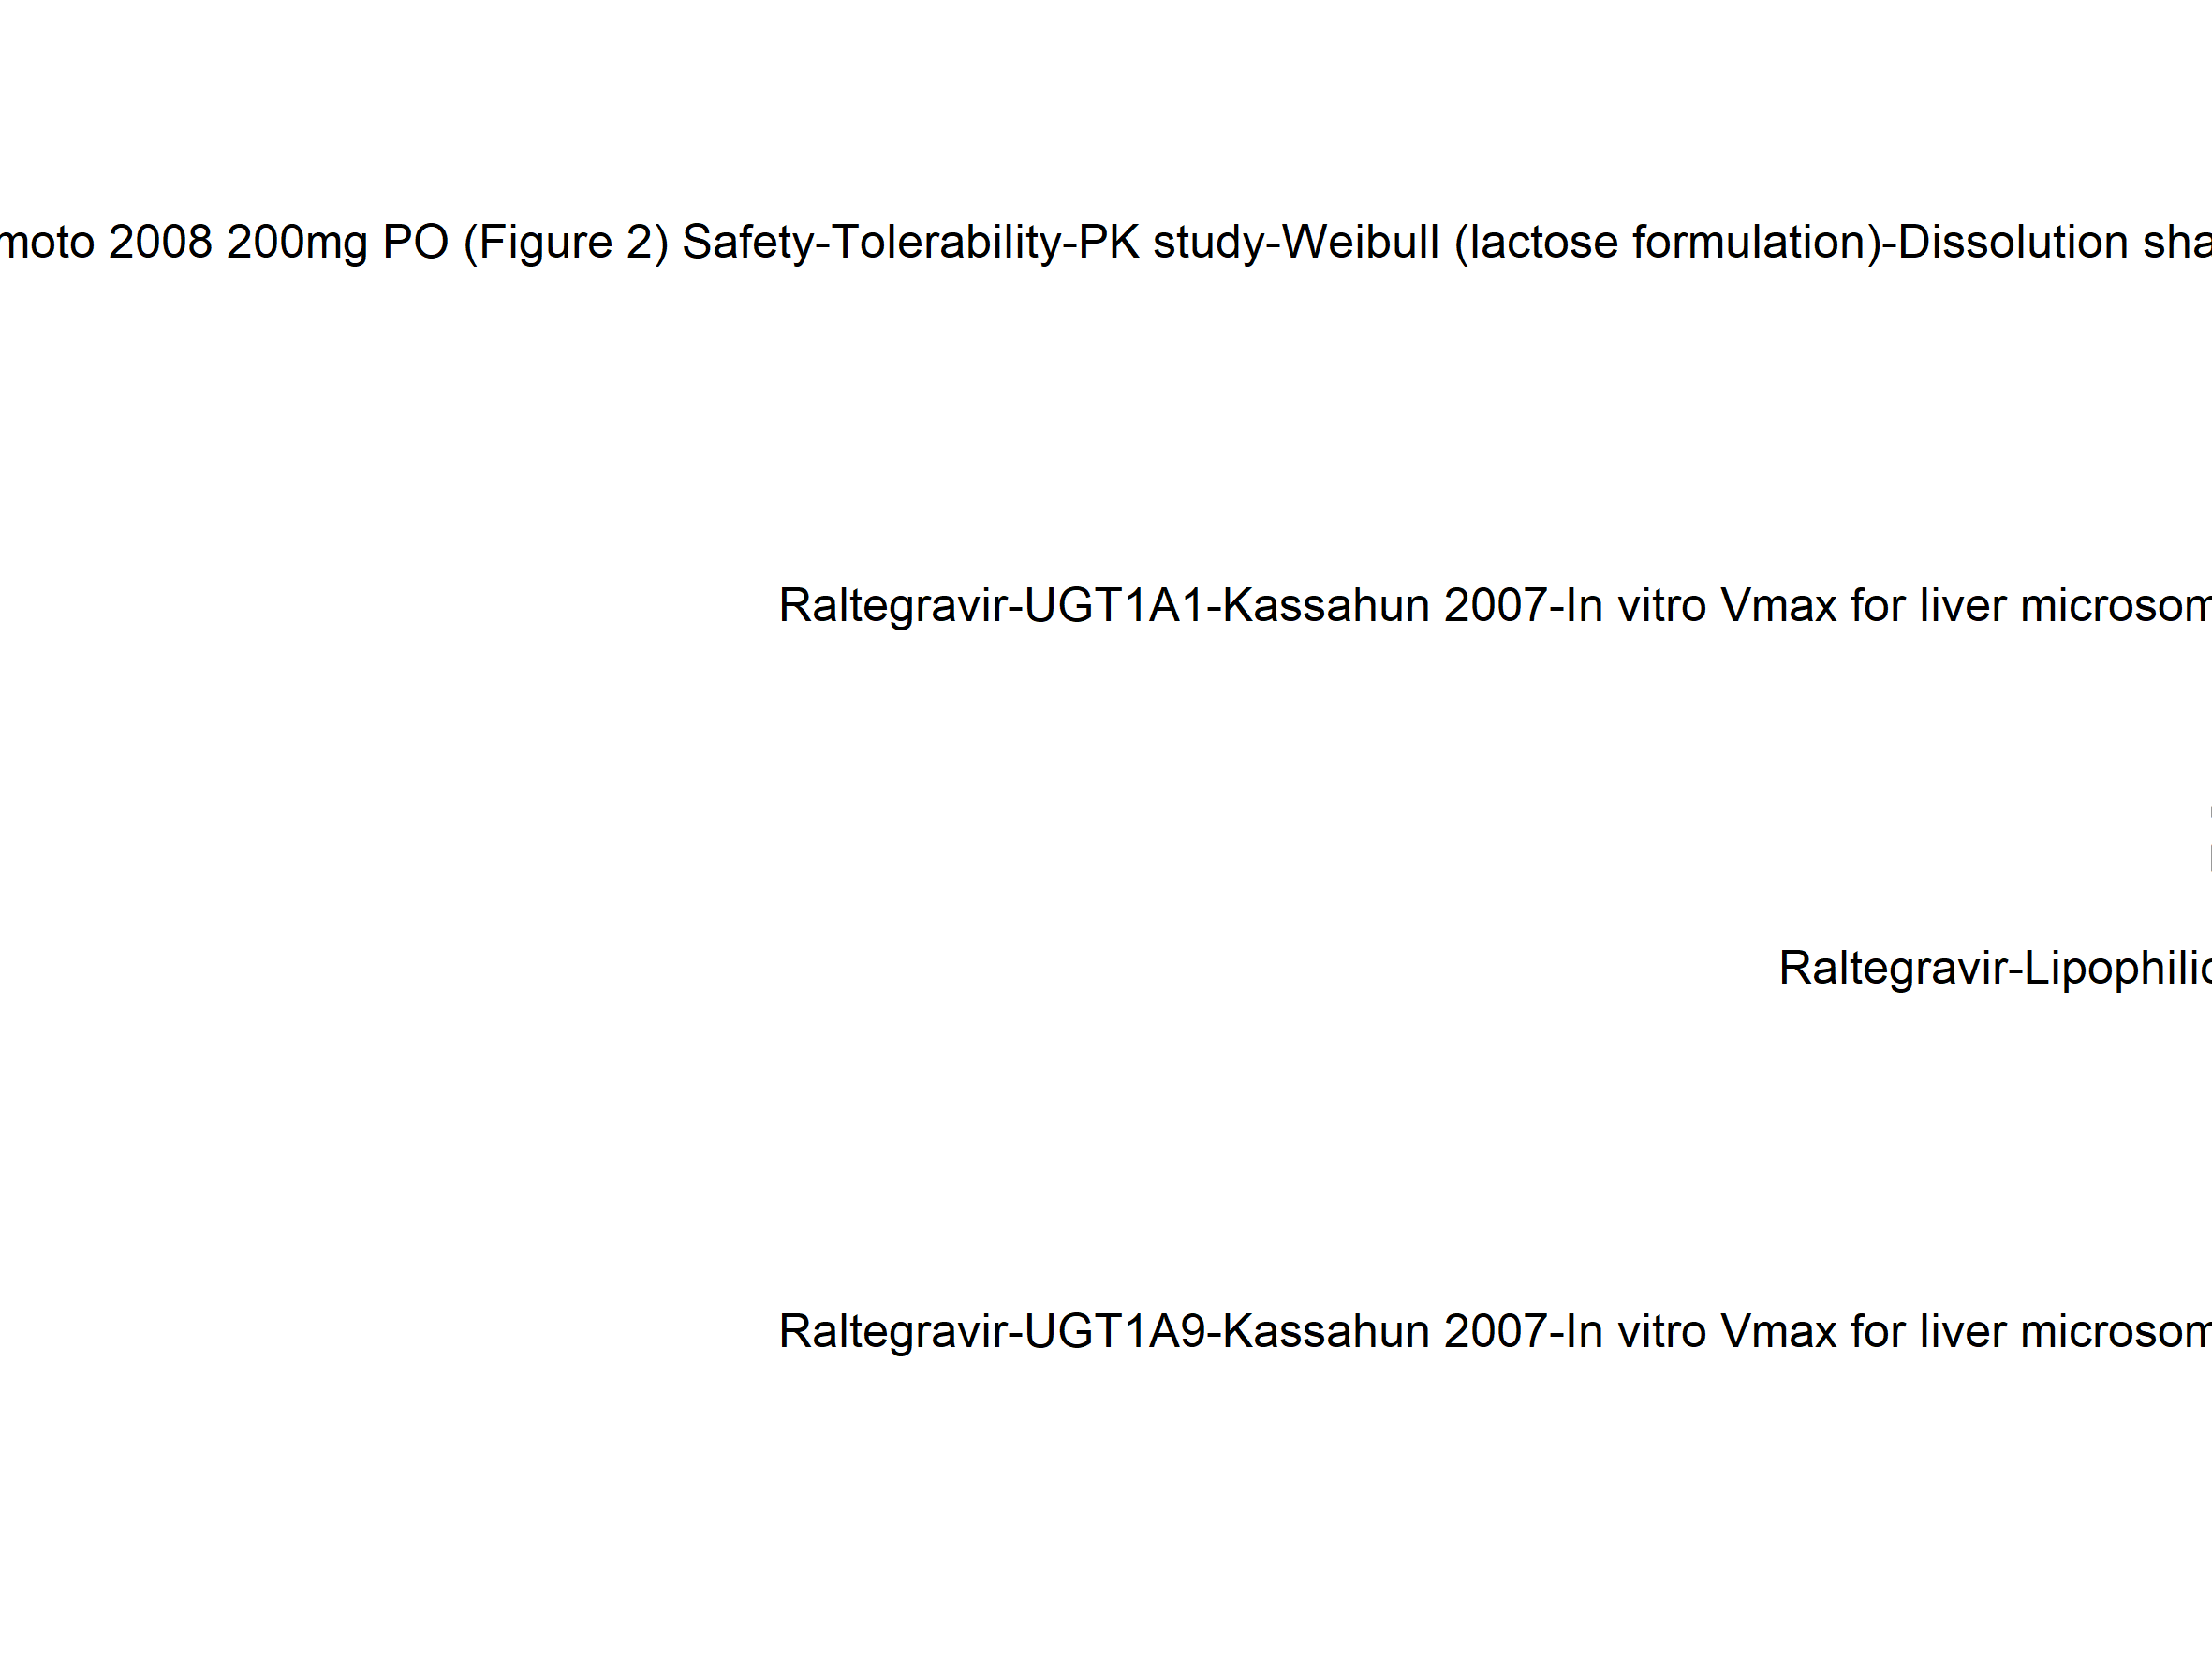 moto 2008 200mg PO (Figure 2) Safety-Tolerability-PK study-Weibull (lactose formulation)-Dissolution sha
Raltegravir-UGT1A1-Kassahun 2007-In vitro Vmax for liver microsom
Raltegravir-Lipophilic
Raltegravir-UGT1A9-Kassahun 2007-In vitro Vmax for liver microsom